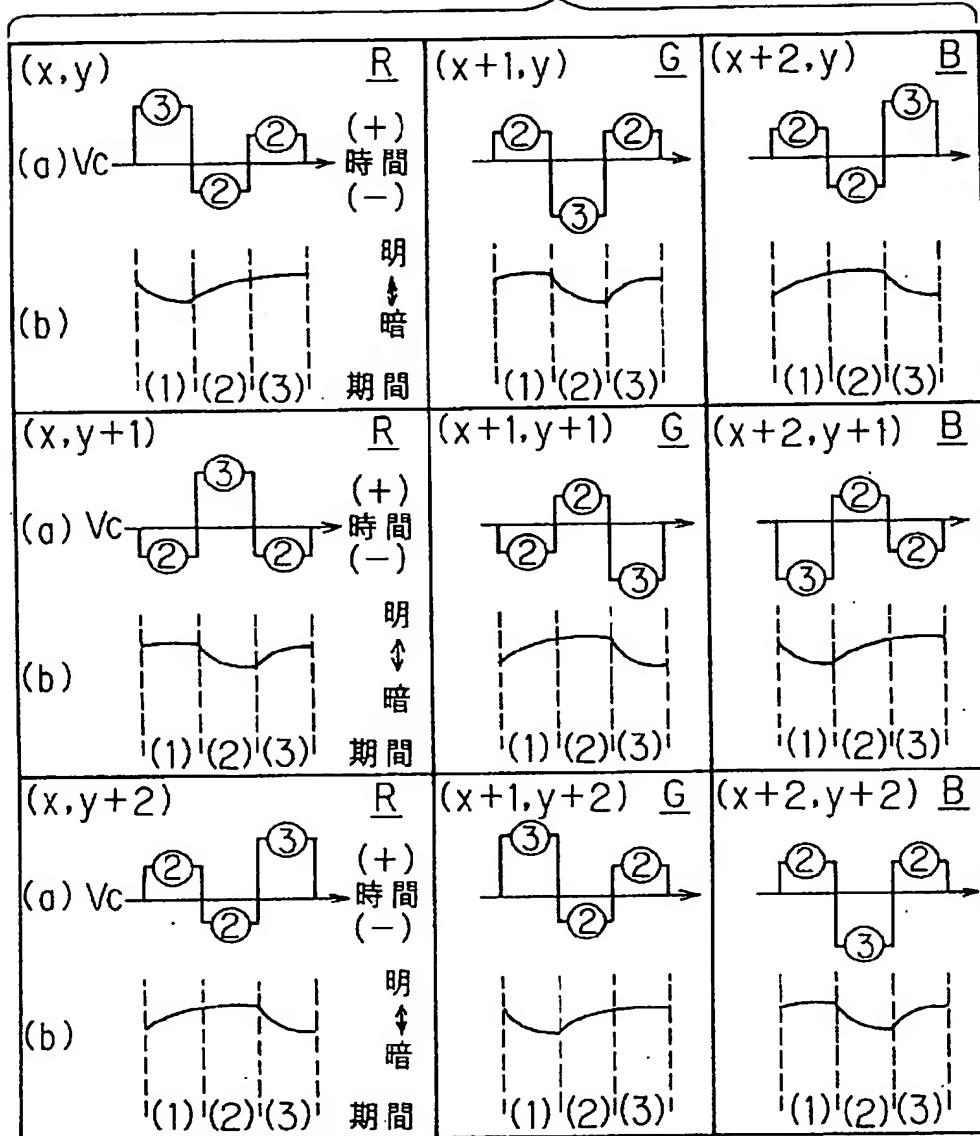 (x,y) R
③
② ②
(a) Vc
(+)
時間
(−)
(b)
明
暗
(1) (2) (3) 期間
(x+1,y) G
② ②
③
(1) (2) (3)
(x+2,y) B
② ③
②
(1) (2) (3)
(x,y+1) R
③
② ②
(a) Vc
(+)
時間
(−)
(b)
明
暗
(1) (2) (3) 期間
(x+1,y+1) G
②
② ③
(1) (2) (3)
(x+2,y+1) B
②
③ ②
(1) (2) (3)
(x,y+2) R
② ③
②
(a) Vc
(+)
時間
(−)
(b)
明
暗
(1) (2) (3) 期間
(x+1,y+2) G
③ ②
②
(1) (2) (3)
(x+2,y+2) B
② ②
③
(1) (2) (3)